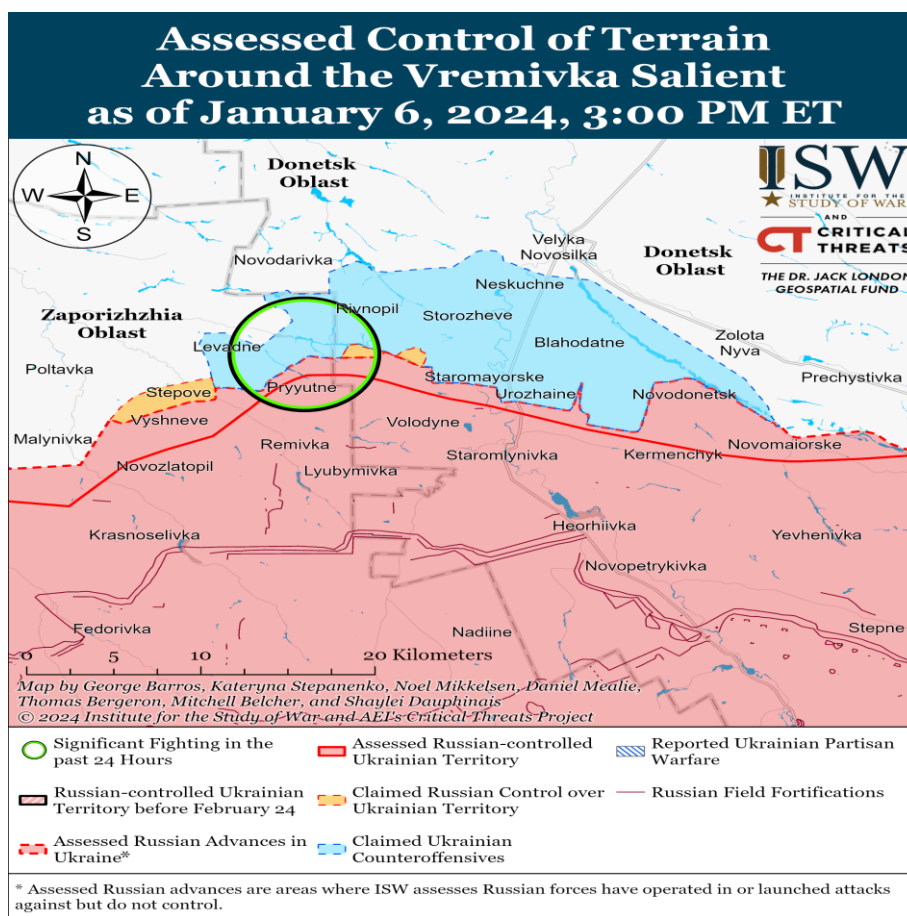 Assessed Control of Terrain
Around the Vremivka Salient
as of January 6, 2024, 3:00 PM ET
N
W
E
S
Donetsk
Oblast
ISW
INSTITUTE FOR THE
STUDY OF WAR
AND
CT CRITICAL
THREATS
THE DR. JACK LONDON
GEOSPATIAL FUND
Velyka
Novosilka
Donetsk
Oblast
Novodarivka
Neskuchne
Zaporizhzhia
Oblast
Rivnopil
Storozheve
Levadne
Blahodatne
Zolota
Nyva
Poltavka
Prechystivka
Stepove
Pryyutne
Staromayorske
Urozhaine
Novodonetsk
Vyshneve
Volodyne
Malynivka
Remivka
Novomaiorske
Staromlynivka
Kermenchyk
Novozlatopil
Lyubymivka
Krasnoselivka
Heorhiivka
Yevhenivka
Novopetrykivka
Fedorivka
Nadiine
Stepne
0 5 10 20 Kilometers
Map by George Barros, Kateryna Stepanenko, Noel Mikkelsen, Daniel Mealie,
Thomas Bergeron, Mitchell Belcher, and Shaylei Dauphinais
© 2024 Institute for the Study of War and AEI's Critical Threats Project
Significant Fighting in the
past 24 Hours
Russian-controlled Ukrainian
Territory before February 24
Assessed Russian Advances in
Ukraine*
Assessed Russian-controlled
Ukrainian Territory
Claimed Russian Control over
Ukrainian Territory
Claimed Ukrainian
Counteroffensives
Reported Ukrainian Partisan
Warfare
Russian Field Fortifications
* Assessed Russian advances are areas where ISW assesses Russian forces have operated in or launched attacks
against but do not control.